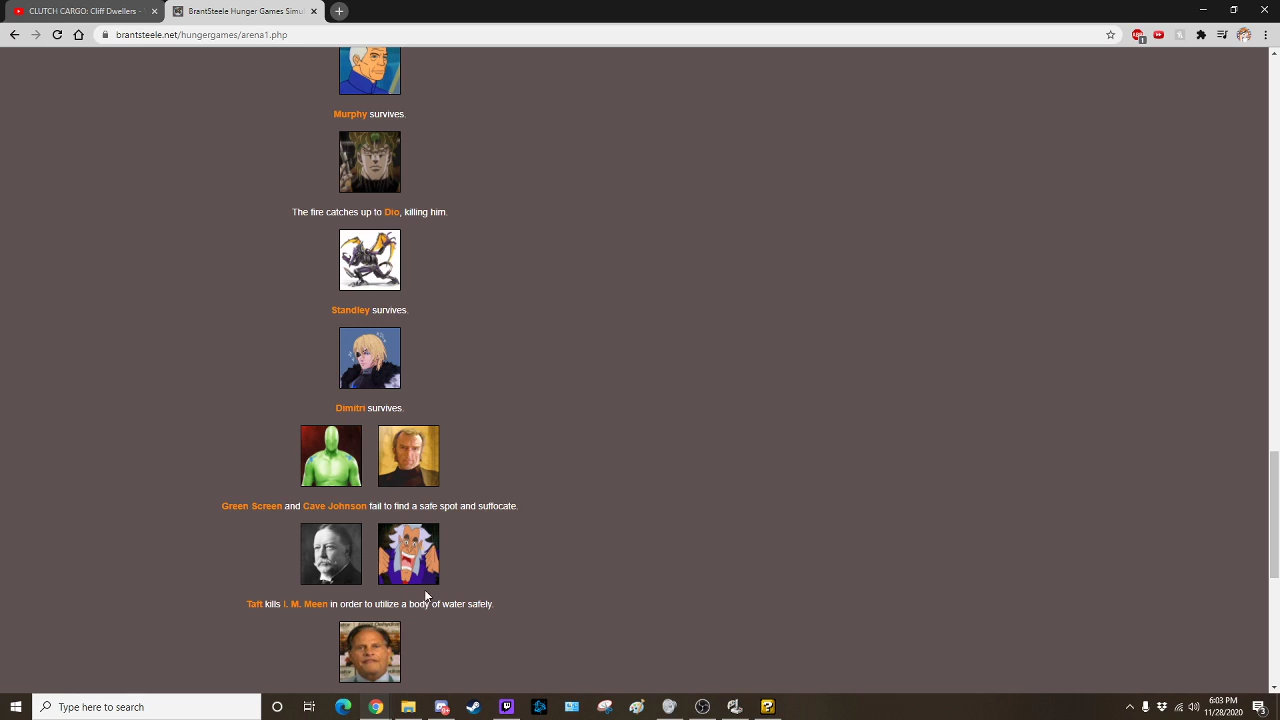 CLUTCH CARGO: Cliff Dwellers -
BrantSteele Hunger Games Simul
brantsteele.net/hungergames/arena1.php
Murphy survives.
The fire catches up to Dio, killing him.
Standley survives.
Dimitri survives.
Green Screen and Cave Johnson fail to find a safe spot and suffocate.
Taft kills I. M. Meen in order to utilize a body of water safely.
Type here to search
6:03 PM
11/28/2020